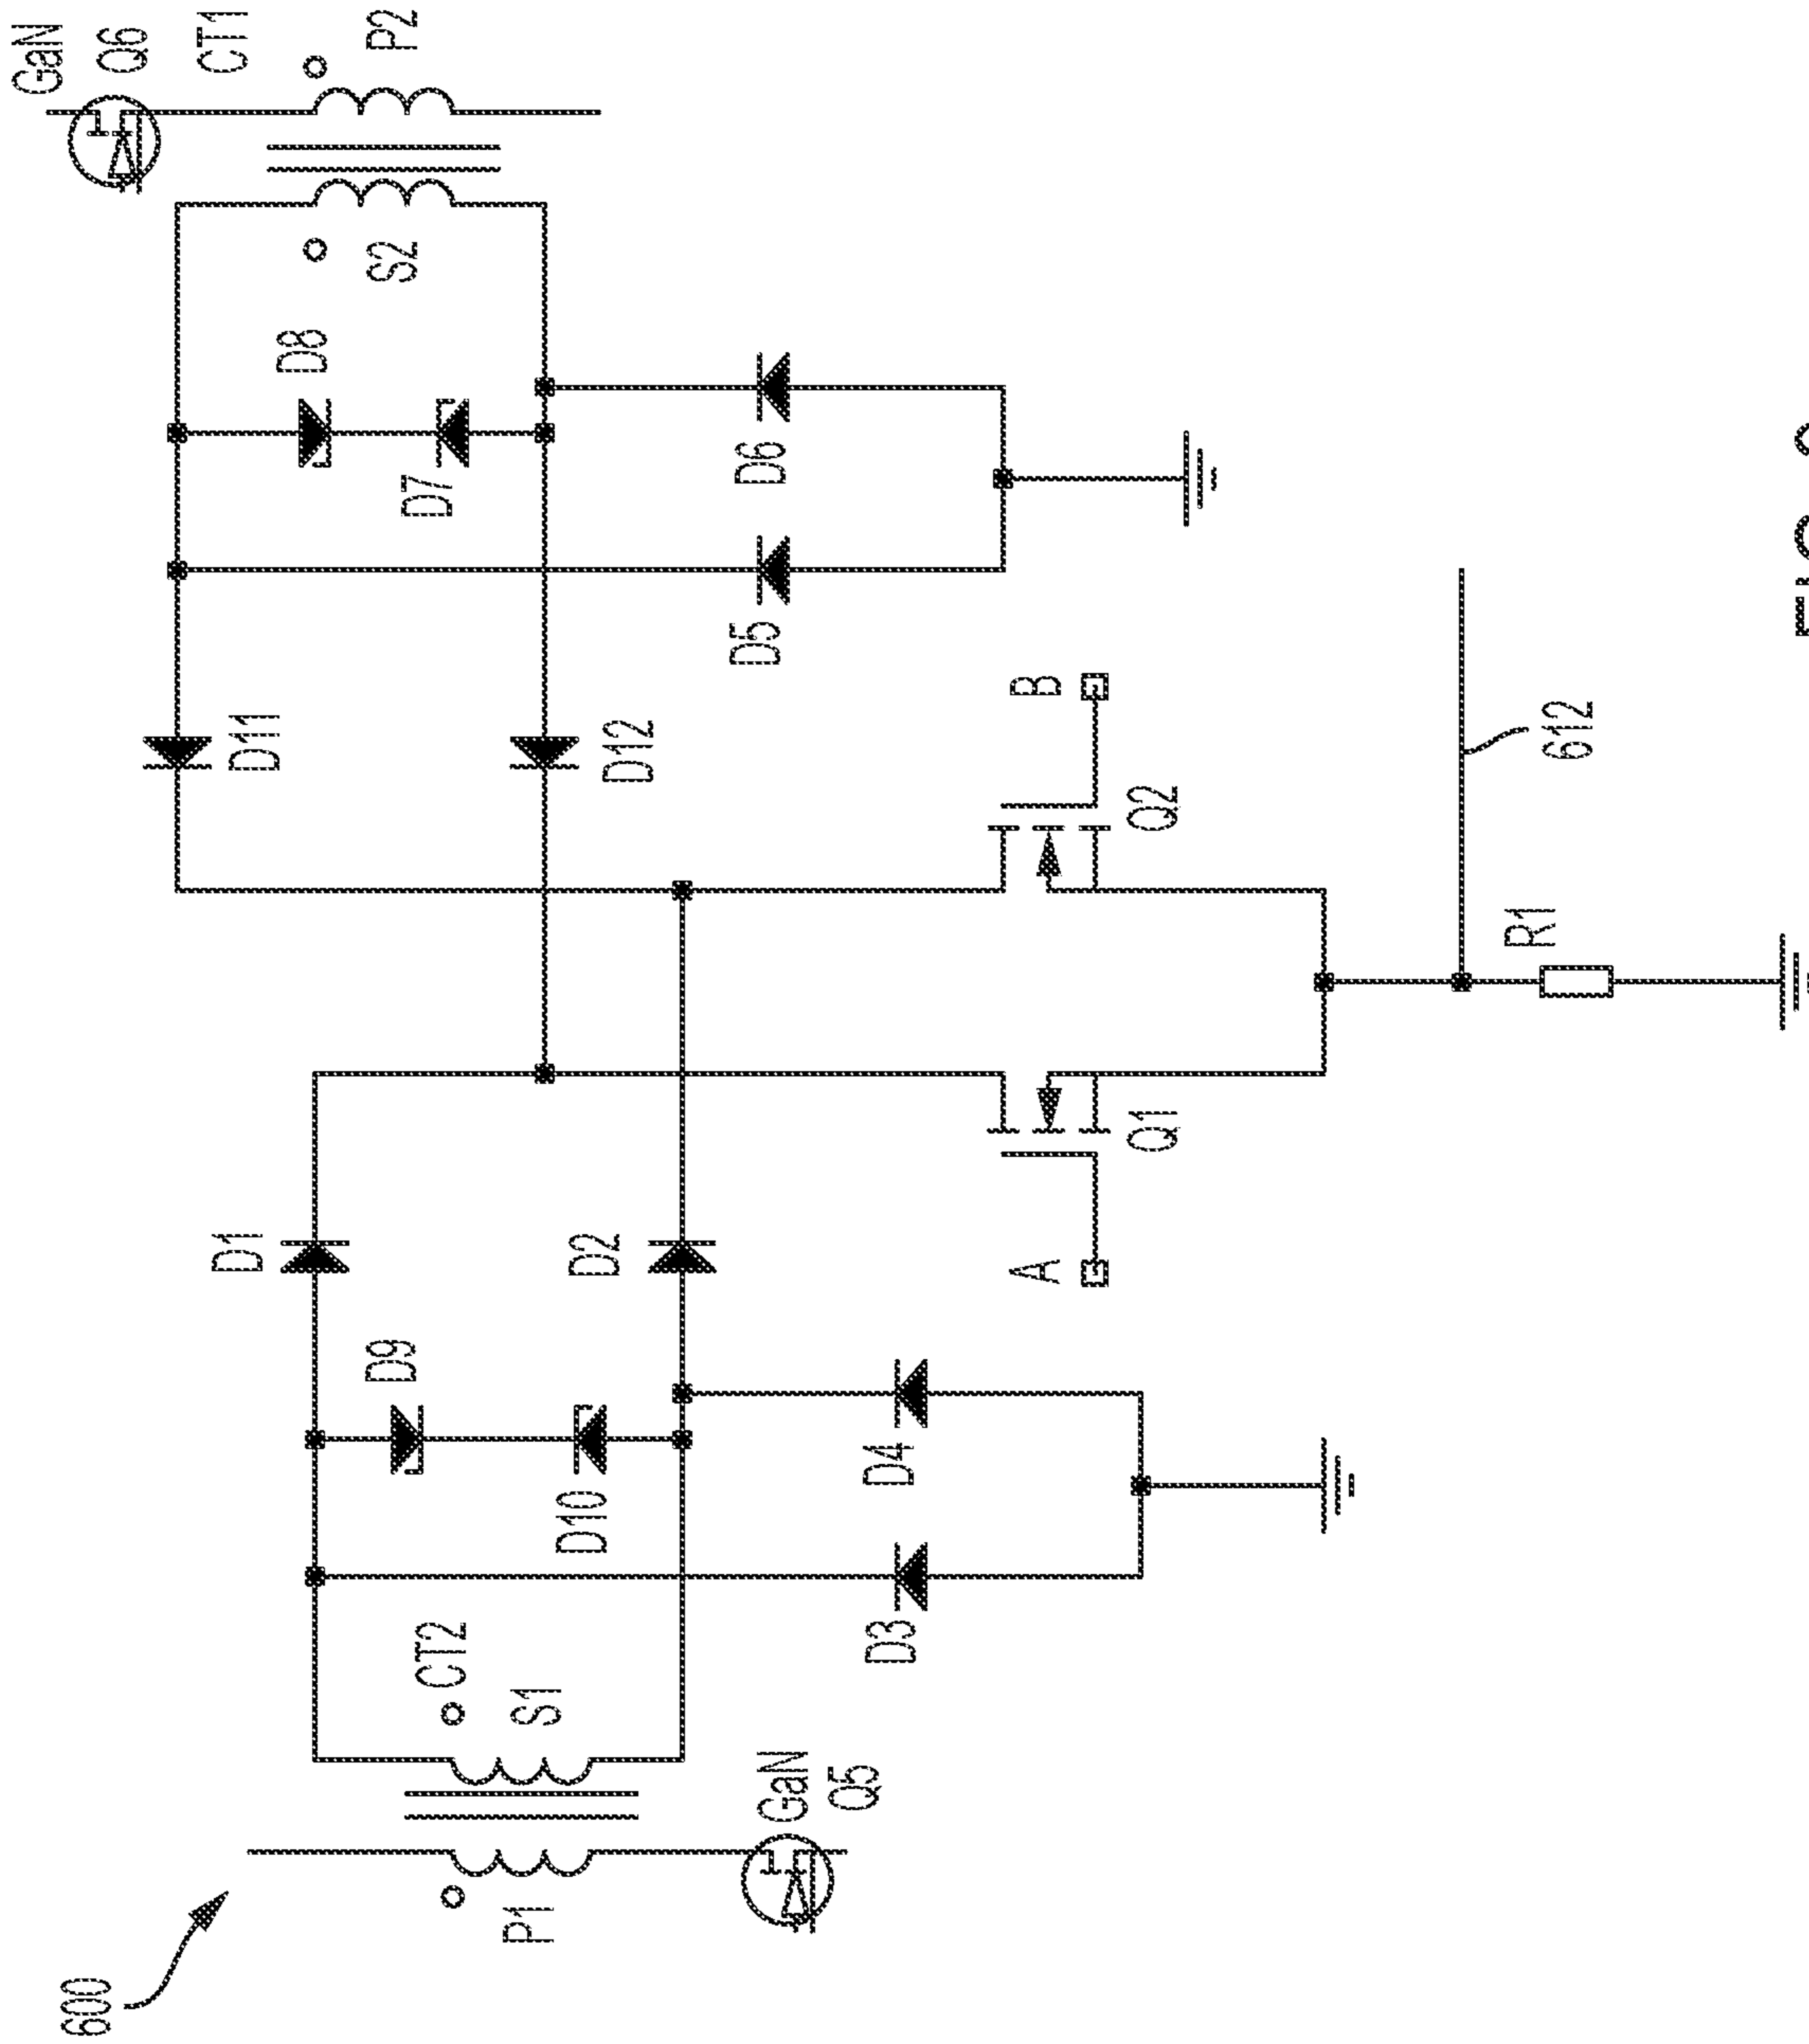 600
P1
GaN
Q5
CT2
S1
D3
D4
D10
D9
D1
D2
A
Q1
Q2
B
R1
612
D11
D12
D5
D6
D7
D8
S2
P2
CT1
GaN
Q6